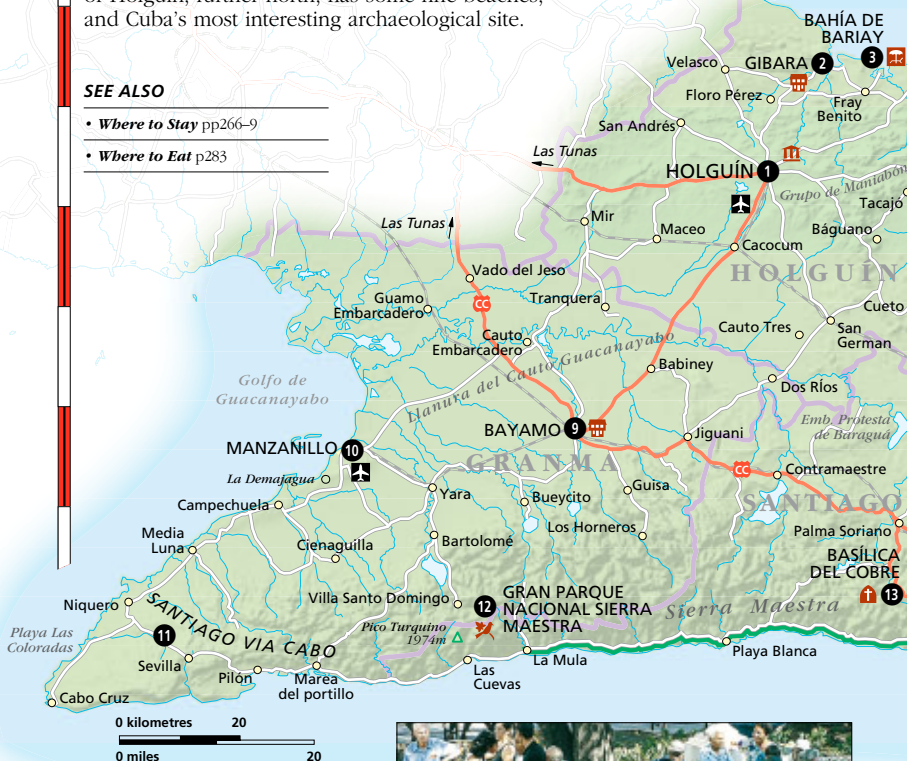 of Holguín, further north, has some fine beaches,
and Cuba's most interesting archaeological site.
SEE ALSO
• Where to Stay pp266–9
• Where to Eat p283
BAHÍA DE
BARIAY
3
GIBARA 2
Velasco
Floro Pérez
Fray
Benito
San Andrés
Las Tunas
HOLGUÍN 1
Grupo de Maniabón
Tacajó
Las Tunas
Mir
Maceo
Báguano
Cacocum
HOLGUÍN
Vado del Jeso
Guamo
Embarcadero
Tranquera
CC
Cueto
Cauto
Embarcadero
Cauto Tres
San
German
Llanura del Cauto Guacanayabo
Babiney
Golfo de
Guacanayabo
Dos RÍos
Emb. Protesta
de Baraguá
BAYAMO 9
Jiguani
MANZANILLO 10
GRANMA
CC
Contramaestre
La Demajagua
Yara
Bueycito
Guisa
SANTIAGO
Campechuela
Los Horneros
Palma Soriano
Media
Luna
Cienaguilla
Bartolomé
BASÍLICA
DEL COBRE
13
Niquero
Villa Santo Domingo
12
GRAN PARQUE
NACIONAL SIERRA
MAESTRA
Sierra Maestra
SANTIAGO VIA CABO
11
Pico Turquino
1974m
Playa Las
Coloradas
Sevilla
Pilón
Marea
del portillo
Las
Cuevas
La Mula
Playa Blanca
Cabo Cruz
0 kilometres 20
0 miles 20